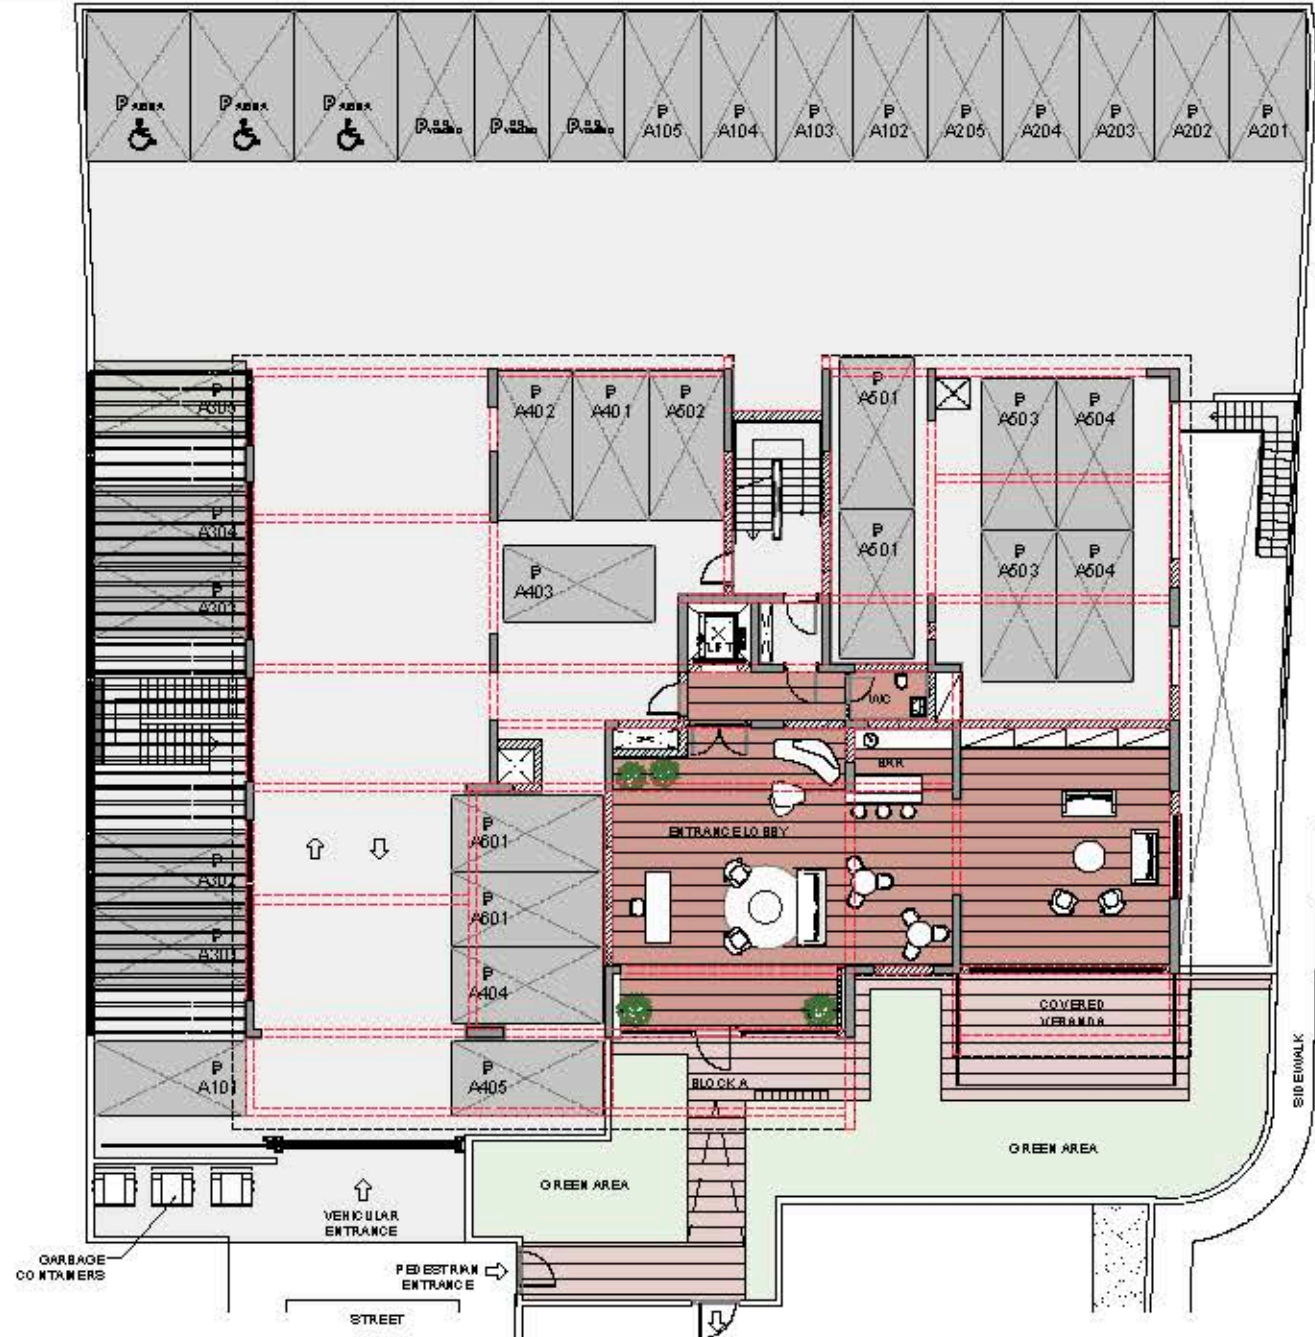 P
P
P
P
P
P
P A105
P A104
P A103
P A102
P A205
P A204
P A203
P A202
P A201
P
A305
P
A402
P
A401
P
A502
P
A501
P
A503
P
A504
P
A304
P
A501
P
A503
P
A504
P
A303
P
A403
LIFT
WC
BAR
P
A601
ENTRANCE LOBBY
P
A302
P
A601
P
A301
P
A404
COVERED
VERANDA
P
A101
P
A405
BLOCK A
SIDEWALK
GREEN AREA
GREEN AREA
VEHICULAR
ENTRANCE
GARBAGE
CONTAINERS
PEDESTRIAN
ENTRANCE
STREET